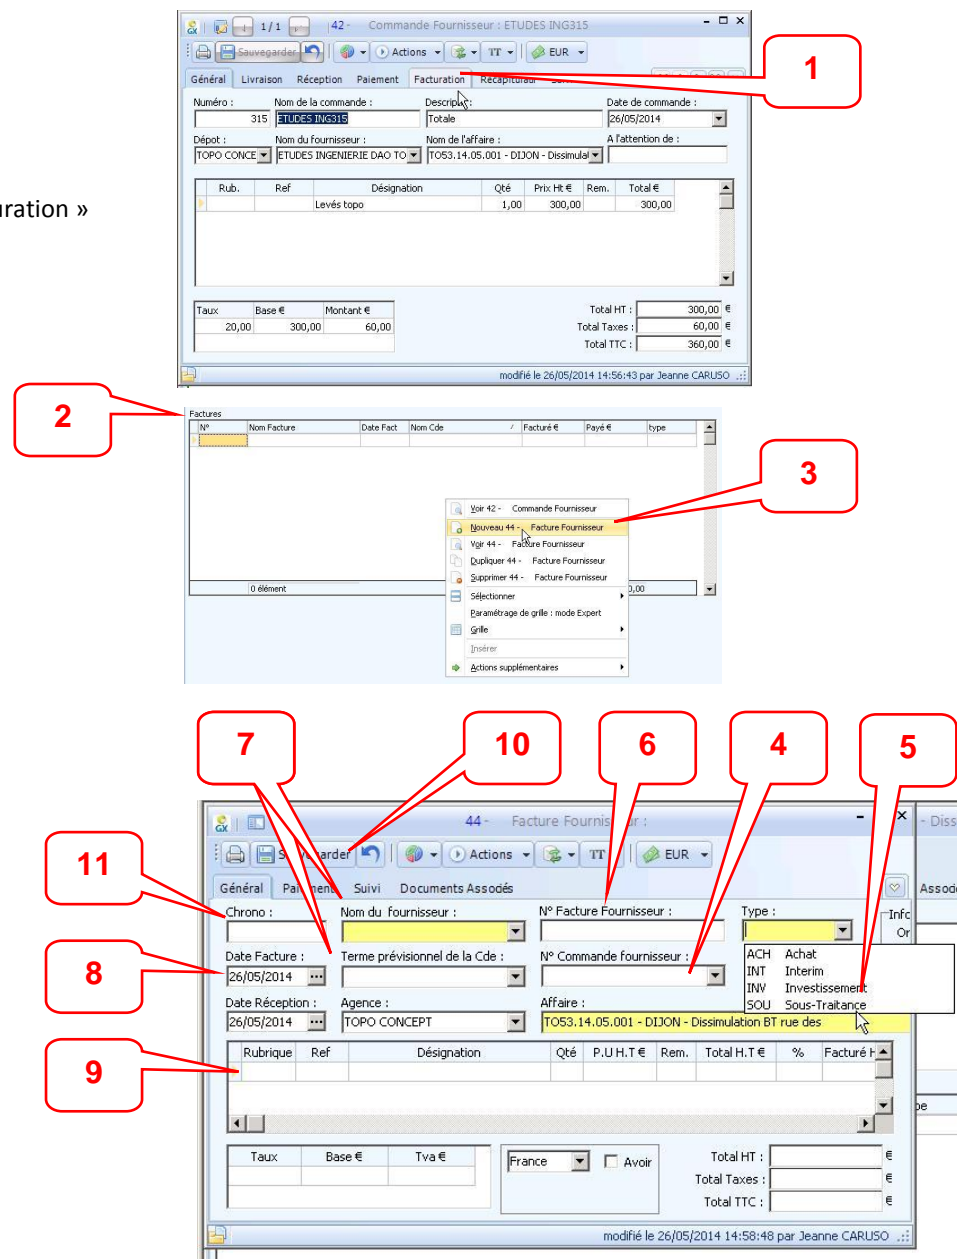 1/1 42- Commande Fournisseur : ETUDES ING315
Sauvegarder Actions TT EUR
Général Livraison Réception Paiement Facturation
1
Numéro : Nom de la commande : Date de commande :
315 ETUDES ING315 Totale 26/05/2014
Dépot : Nom du fournisseur : Nom de l'affaire : A l'attention de :
TOPO CONCE ETUDES INGENIERIE DAO TO TO53.14.05.001 - DIJON - Dissimulat
uration »
Rub. Ref Désignation Qté Prix Ht € Rem. Total €
Levés topo 1,00 300,00 300,00
Taux Base € Montant €
20,00 300,00 60,00
Total HT : 300,00 €
Total Taxes : 60,00 €
Total TTC : 360,00 €
modifié le 26/05/2014 14:56:43 par Jeanne CARUSO
2
Factures
N° Nom Facture Date Fact Nom Cde / Facturé € Payé € type
3
Voir 42 - Commande Fournisseur
Nouveau 44 - Facture Fournisseur
Voir 44 - Facture Fournisseur
Dupliquer 44 - Facture Fournisseur
Supprimer 44 - Facture Fournisseur
0 élément 0,00
Sélectionner
Paramétrage de grille : mode Expert
Grille
Insérer
Actions supplémentaires
7 10 6 4 5
44 - Facture Fournisseur :
- Diss
Sauvegarder Actions TT EUR
11
Général Paiement Suivi Documents Associés
Associé
Chrono : Nom du fournisseur : N° Facture Fournisseur : Type :
Info
Or
8
Date Facture : Terme prévisionnel de la Cde : N° Commande fournisseur :
26/05/2014
ACH Achat
INT Interim
INV Investissement
SOU Sous-Traitance
Date Réception : Agence : Affaire :
26/05/2014 TOPO CONCEPT TO53.14.05.001 - DIJON - Dissimulation BT rue des
9
Rubrique Ref Désignation Qté P.U H.T € Rem. Total H.T € % Facturé H
pe
Taux Base € Tva €
France Avoir
Total HT : €
Total Taxes : €
Total TTC : €
modifié le 26/05/2014 14:58:48 par Jeanne CARUSO